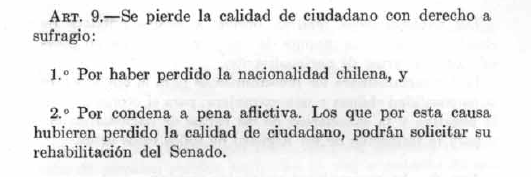 ART. 9.—Se pierde la calidad de ciudadano con derecho a
sufragio:
1.º Por haber perdido la nacionalidad chilena, y
2.º Por condena a pena aflictiva. Los que por esta causa
hubieren perdido la calidad de ciudadano, podrán solicitar su
rehabilitación del Senado.